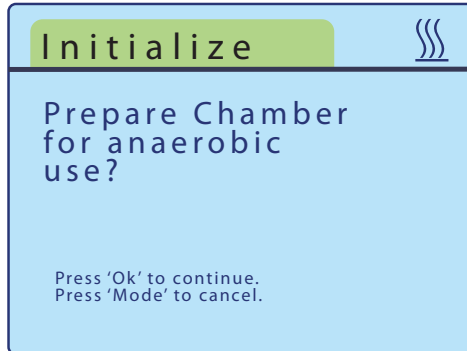 Initialize
Prepare Chamber
for anaerobic
use?
Press ‘Ok’ to continue.
Press ‘Mode’ to cancel.